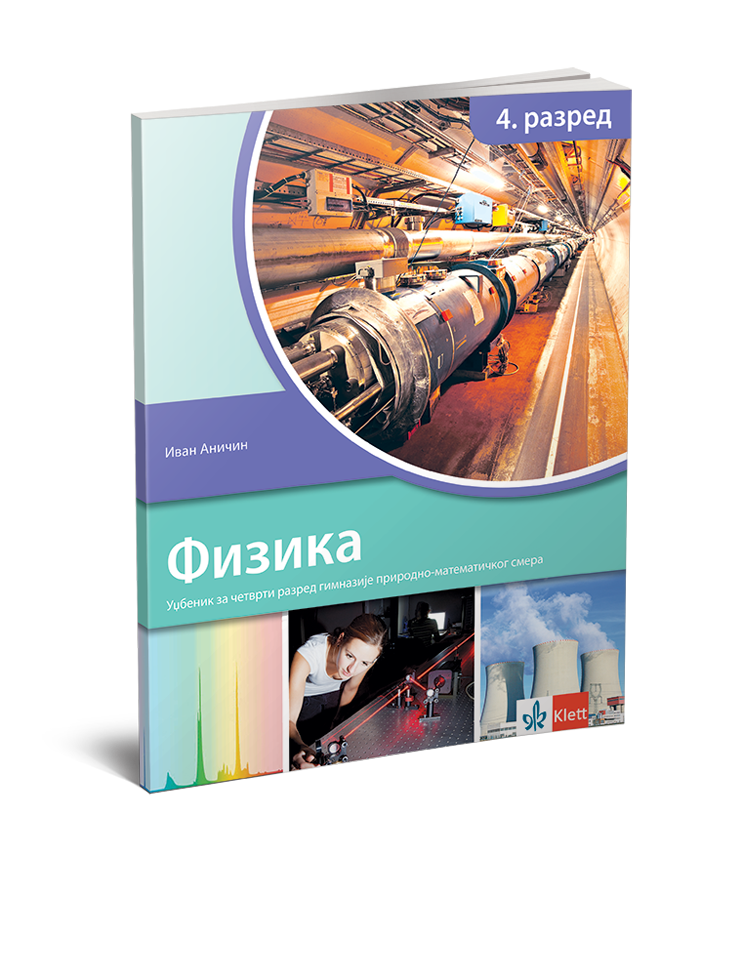 4. разред
Иван Аничин
Физика
Уџбеник за четврти разред гимназије природно-математичког смера
Klett